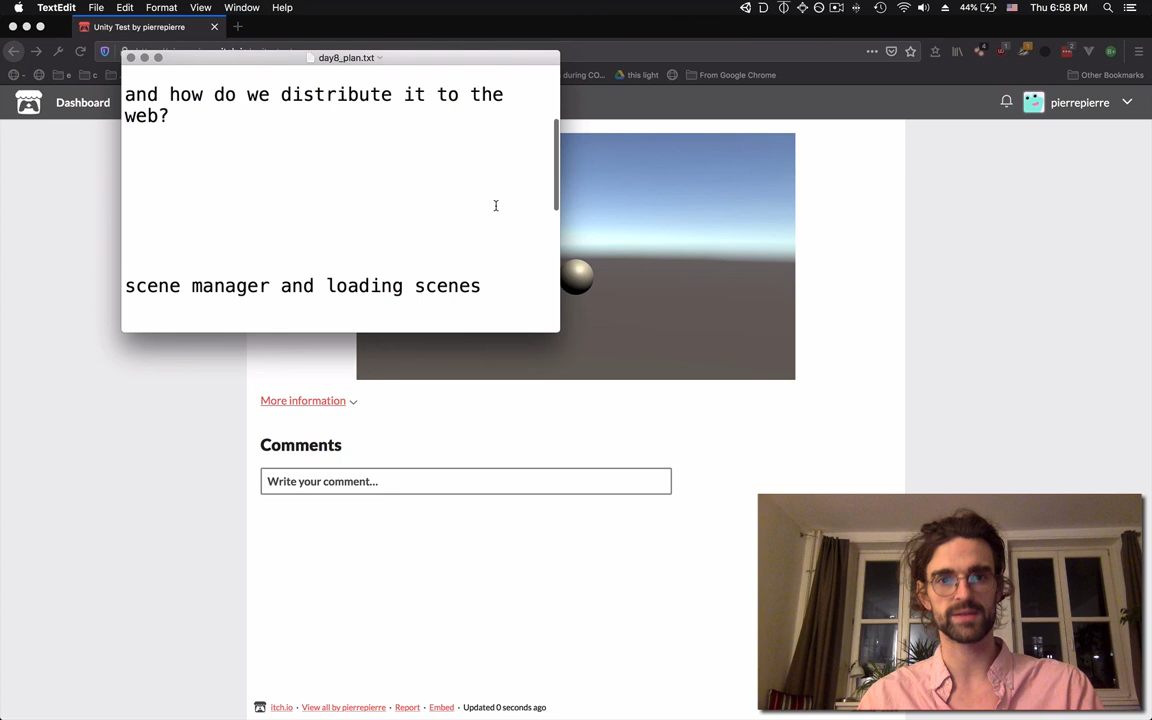 TextEdit File Edit Format View Window Help
44% Thu 6:58 PM
Unity Test by pierrepierre
day8_plan.txt
during CO... this light From Google Chrome Other Bookmarks
Dashboard
pierrepierre
and how do we distribute it to the
web?
scene manager and loading scenes
More information
Comments
Write your comment...
itch.io View all by pierrepierre Report Embed Updated 0 seconds ago